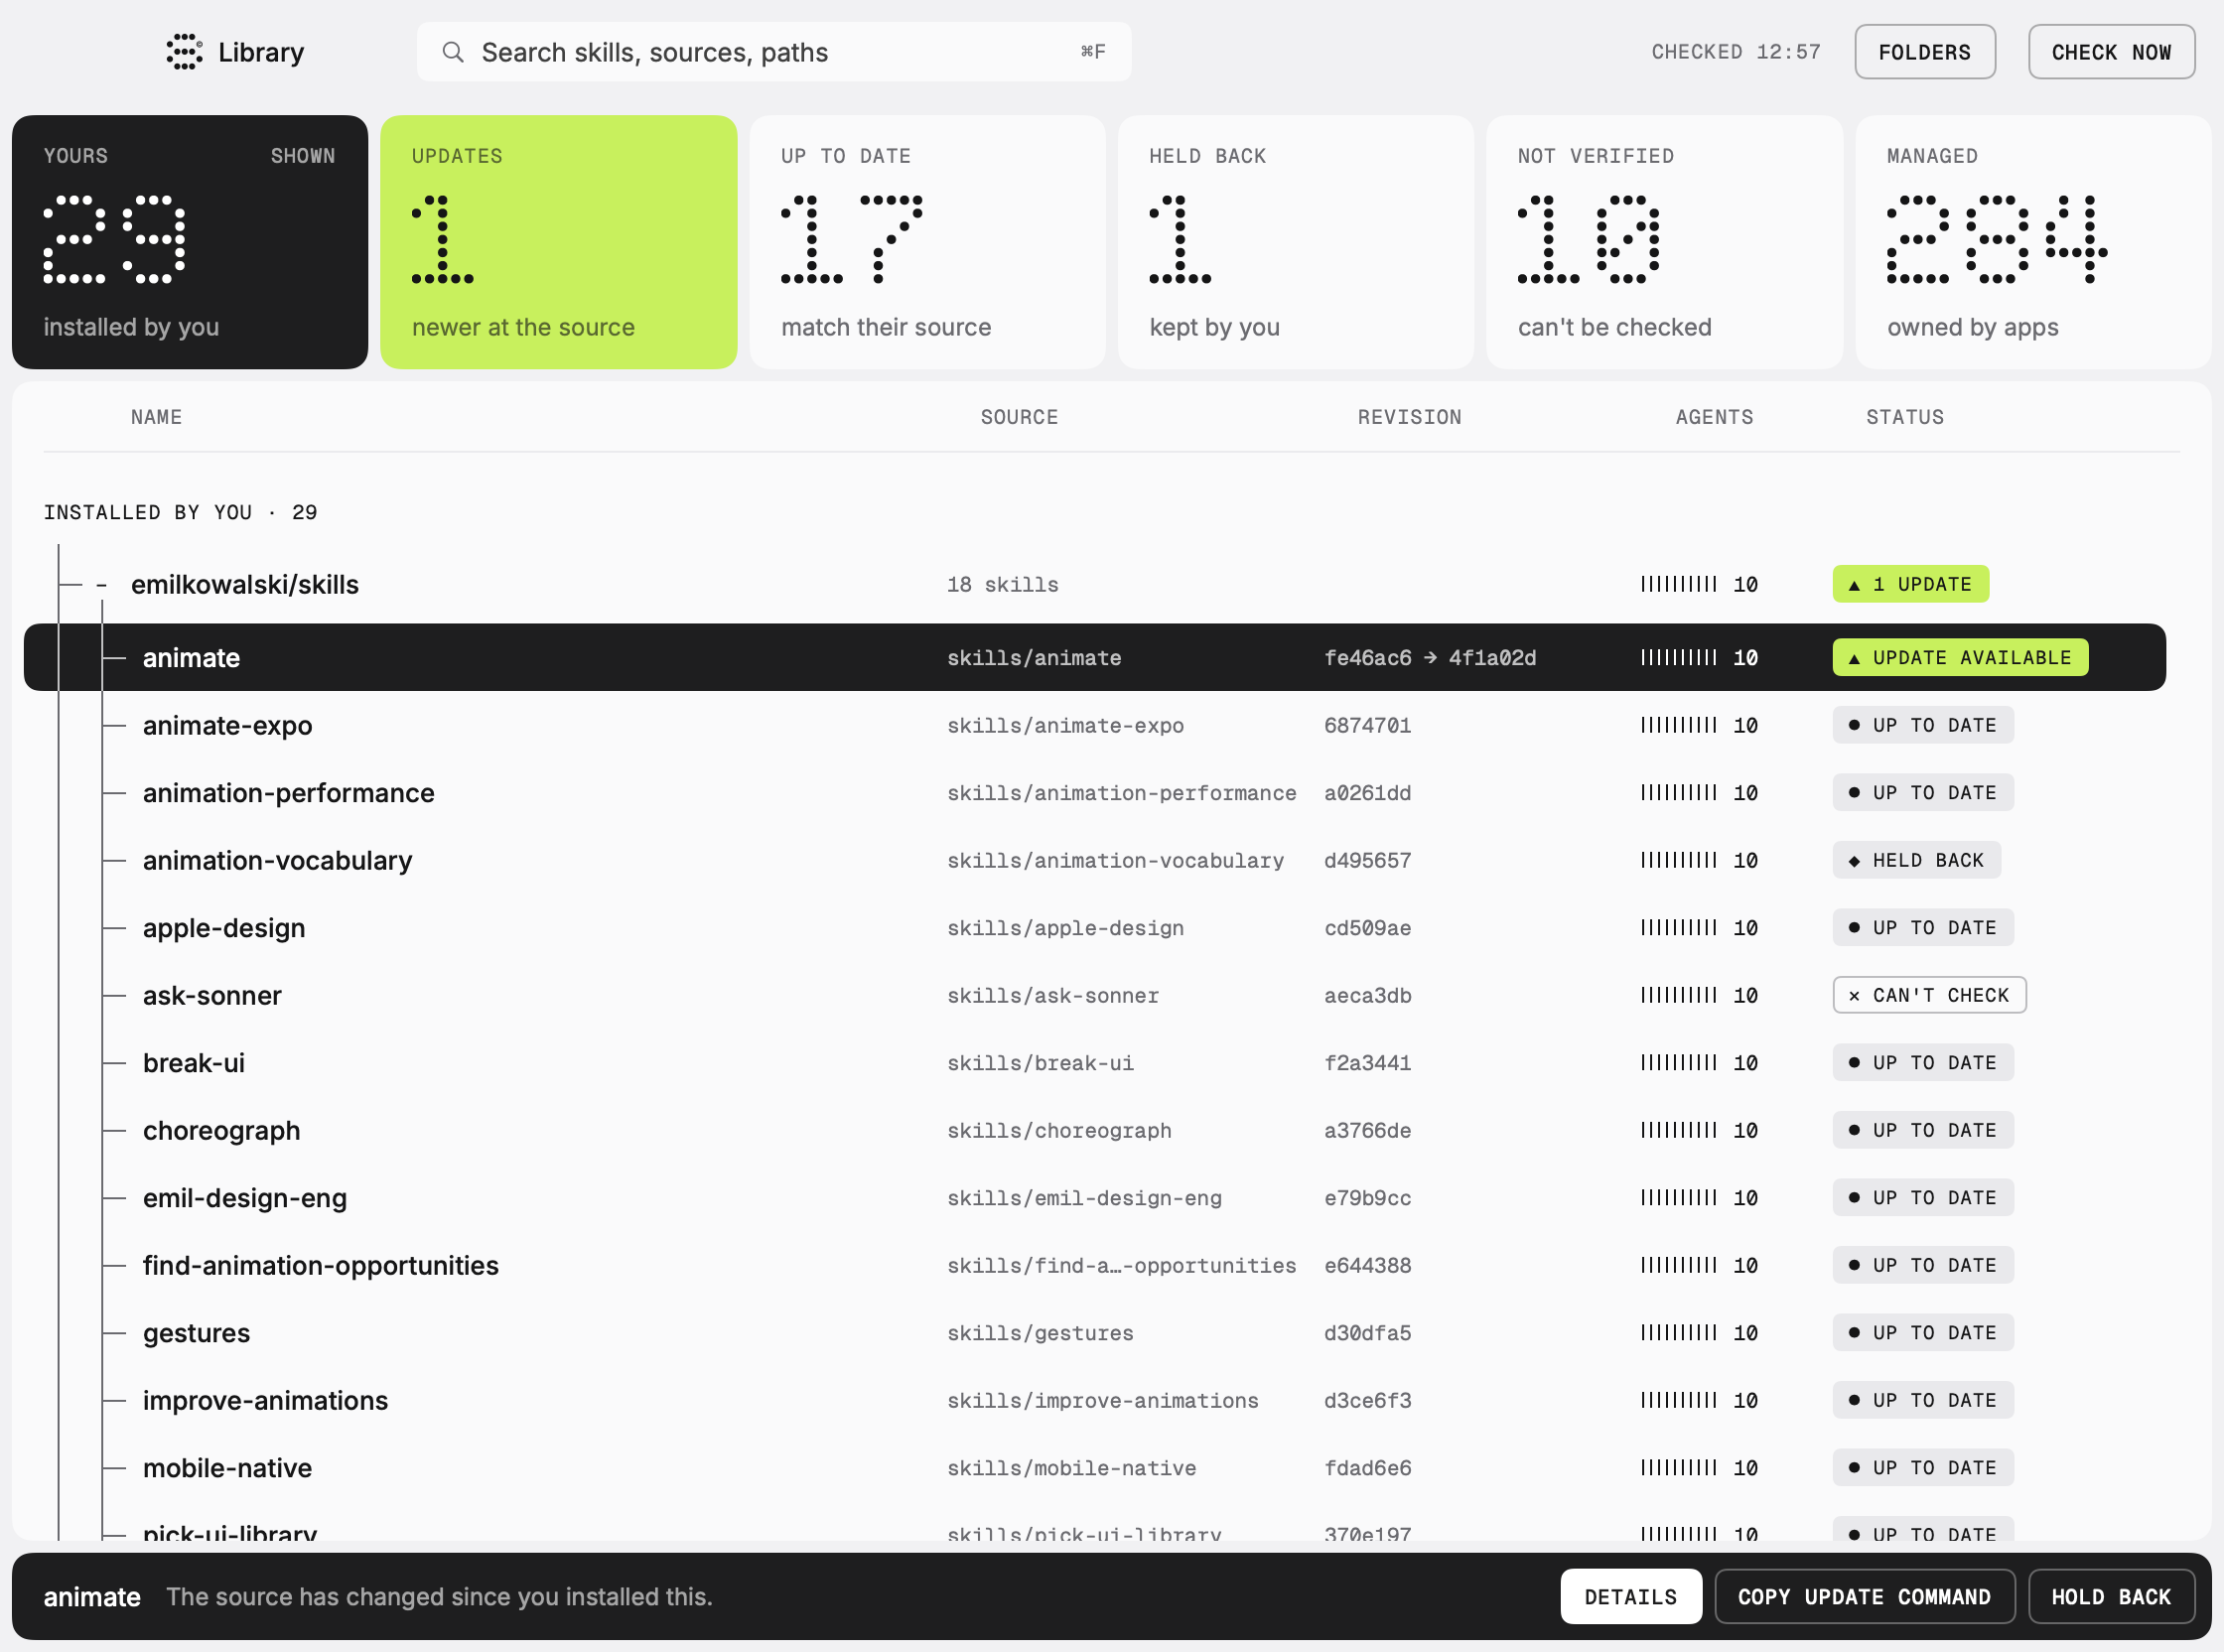 Library
Search skills, sources, paths ⌘F
CHECKED 12:57
FOLDERS
CHECK NOW
YOURS SHOWN
29
installed by you
UPDATES
1
newer at the source
UP TO DATE
17
match their source
HELD BACK
1
kept by you
NOT VERIFIED
10
can't be checked
MANAGED
284
owned by apps
NAME SOURCE REVISION AGENTS STATUS
INSTALLED BY YOU · 29
- emilkowalski/skills 18 skills 10 ▲ 1 UPDATE
animate skills/animate fe46ac6 → 4f1a02d 10 ▲ UPDATE AVAILABLE
animate-expo skills/animate-expo 6874701 10 ● UP TO DATE
animation-performance skills/animation-performance a0261dd 10 ● UP TO DATE
animation-vocabulary skills/animation-vocabulary d495657 10 ◆ HELD BACK
apple-design skills/apple-design cd509ae 10 ● UP TO DATE
ask-sonner skills/ask-sonner aeca3db 10 × CAN'T CHECK
break-ui skills/break-ui f2a3441 10 ● UP TO DATE
choreograph skills/choreograph a3766de 10 ● UP TO DATE
emil-design-eng skills/emil-design-eng e79b9cc 10 ● UP TO DATE
find-animation-opportunities skills/find-a…-opportunities e644388 10 ● UP TO DATE
gestures skills/gestures d30dfa5 10 ● UP TO DATE
improve-animations skills/improve-animations d3ce6f3 10 ● UP TO DATE
mobile-native skills/mobile-native fdad6e6 10 ● UP TO DATE
pick-ui-library skills/pick-ui-library 370e197 10 ● UP TO DATE
animate The source has changed since you installed this.
DETAILS
COPY UPDATE COMMAND
HOLD BACK